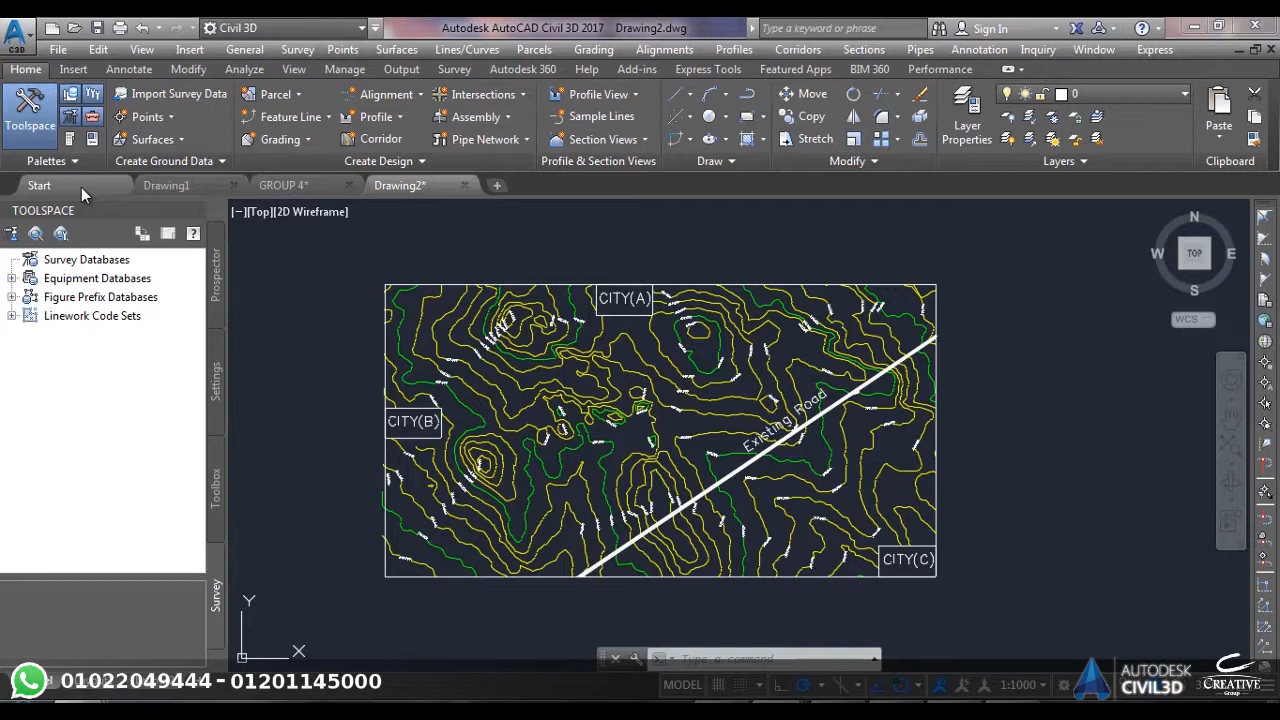 Civil 3D
Autodesk AutoCAD Civil 3D 2017 Drawing2.dwg
Type a keyword or phrase
Sign In
C3D
File Edit View Insert General Survey Points Surfaces Lines/Curves Parcels Grading Alignments Profiles Corridors Sections Pipes Annotation Inquiry Window Express
Home Insert Annotate Modify Analyze View Manage Output Survey Autodesk 360 Help Add-ins Express Tools Featured Apps BIM 360 Performance
Toolspace
Import Survey Data
Points
Surfaces
Parcel
Feature Line
Grading
Alignment
Profile
Corridor
Intersections
Assembly
Pipe Network
Profile View
Sample Lines
Section Views
Move
Copy
Stretch
Layer
Properties
0
Paste
Palettes Create Ground Data Create Design Profile & Section Views Draw Modify Layers Clipboard
Start Drawing1 GROUP 4* Drawing2*
TOOLSPACE
Survey Databases
Equipment Databases
Figure Prefix Databases
Linework Code Sets
Prospector
Settings
Toolbox
Survey
[−][Top][2D Wireframe]
N
W TOP E
S
WCS
CITY(A)
CITY(B)
Existing Road
CITY(C)
Y
X
Type a command
MODEL
1:1000
01022049444 - 01201145000
AUTODESK
CIVIL3D
CREATIVE
Group